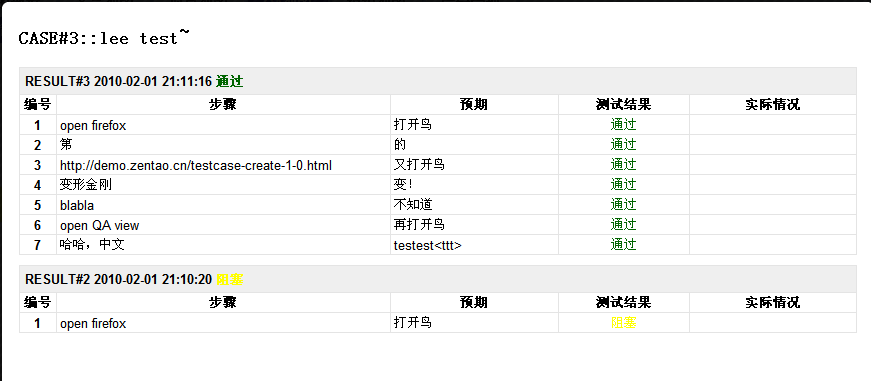 CASE#3::lee test~
RESULT#3 2010-02-01 21:11:16 通过
编号 步骤 预期 测试结果 实际情况
1 open firefox 打开鸟 通过
2 第 的 通过
3 http://demo.zentao.cn/testcase-create-1-0.html 又打开鸟 通过
4 变形金刚 变! 通过
5 blabla 不知道 通过
6 open QA view 再打开鸟 通过
7 哈哈，中文 testest<ttt> 通过
RESULT#2 2010-02-01 21:10:20 阻塞
编号 步骤 预期 测试结果 实际情况
1 open firefox 打开鸟 阻塞